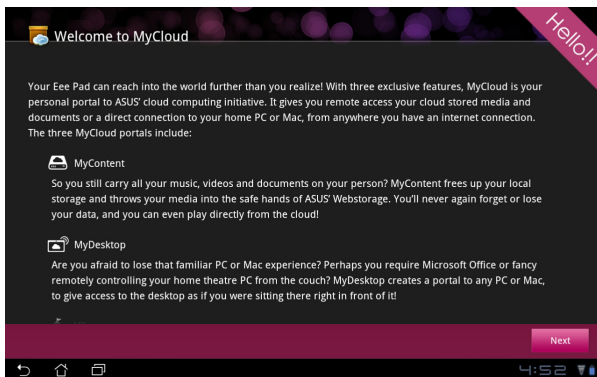 Welcome to MyCloud
Hello!!
Your Eee Pad can reach into the world further than you realize! With three exclusive features, MyCloud is your
personal portal to ASUS' cloud computing initiative. It gives you remote access your cloud stored media and
documents or a direct connection to your home PC or Mac, from anywhere you have an internet connection.
The three MyCloud portals include:
MyContent
So you still carry all your music, videos and documents on your person? MyContent frees up your local
storage and throws your media into the safe hands of ASUS' Webstorage. You'll never again forget or lose
your data, and you can even play directly from the cloud!
MyDesktop
Are you afraid to lose that familiar PC or Mac experience? Perhaps you require Microsoft Office or fancy
remotely controlling your home theatre PC from the couch? MyDesktop creates a portal to any PC or Mac,
to give access to the desktop as if you were sitting there right in front of it!
Next
4:52